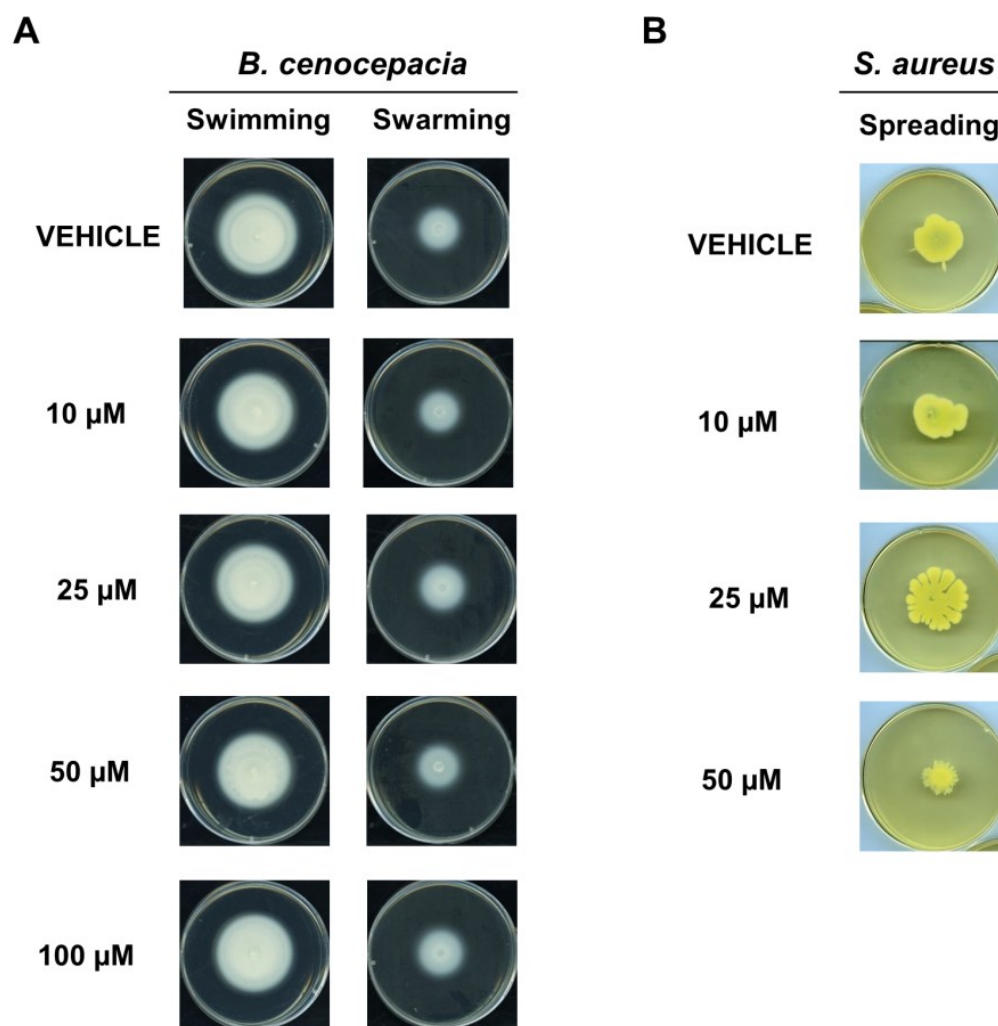 A
B. cenocepacia
Swimming Swarming
VEHICLE
10 µM
25 µM
50 µM
100 µM
B
S. aureus
Spreading
VEHICLE
10 µM
25 µM
50 µM